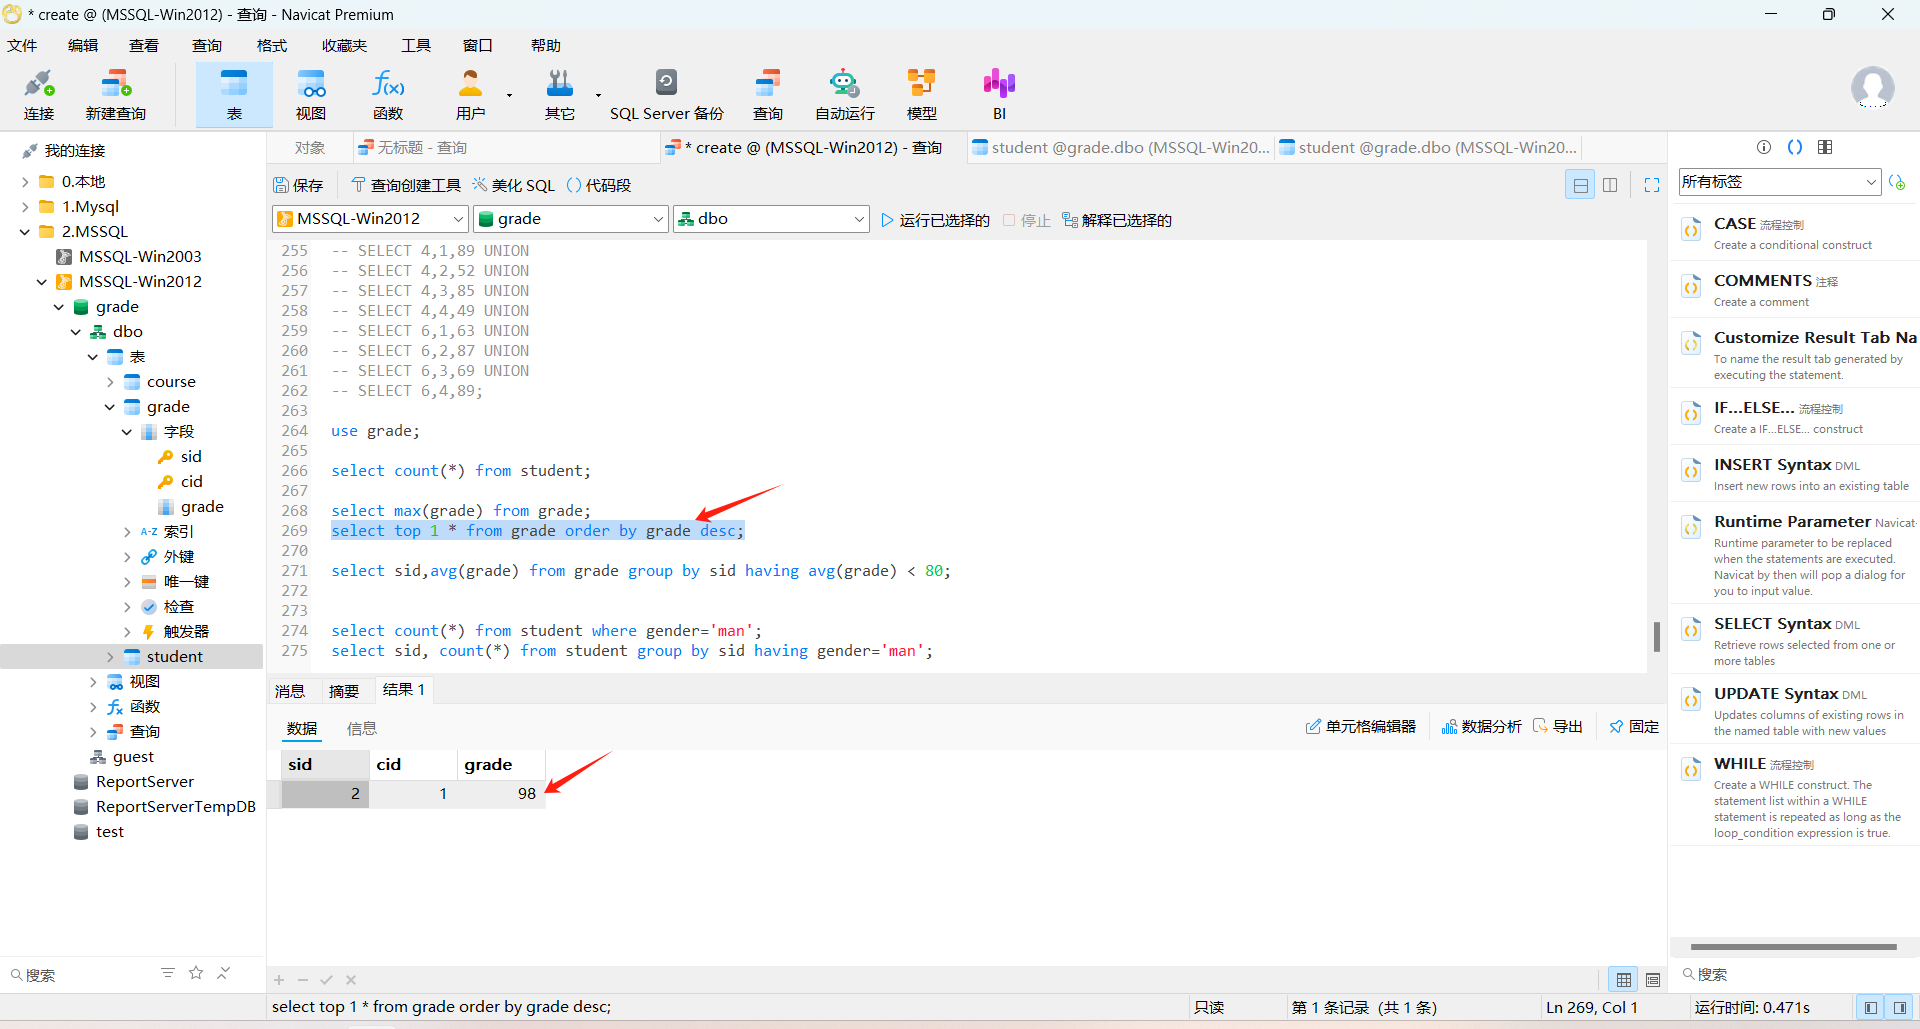 * create @ (MSSQL-Win2012) - 查询 - Navicat Premium
文件 编辑 查看 查询 格式 收藏夹 工具 窗口 帮助
连接 新建查询 表 视图 函数 用户 其它 SQL Server 备份 查询 自动运行 模型 BI
我的连接
0.本地
1.Mysql
2.MSSQL
MSSQL-Win2003
MSSQL-Win2012
grade
dbo
表
course
grade
字段
sid
cid
grade
A-Z 索引
外键
唯一键
检查
触发器
student
视图
函数
查询
guest
ReportServer
ReportServerTempDB
test
搜索
对象 无标题 - 查询 * create @ (MSSQL-Win2012) - 查询 student @grade.dbo (MSSQL-Win20... student @grade.dbo (MSSQL-Win20...
保存 查询创建工具 美化 SQL 代码段
MSSQL-Win2012 grade dbo 运行已选择的 停止 解释已选择的
255 -- SELECT 4,1,89 UNION
256 -- SELECT 4,2,52 UNION
257 -- SELECT 4,3,85 UNION
258 -- SELECT 4,4,49 UNION
259 -- SELECT 6,1,63 UNION
260 -- SELECT 6,2,87 UNION
261 -- SELECT 6,3,69 UNION
262 -- SELECT 6,4,89;
263
264 use grade;
265
266 select count(*) from student;
267
268 select max(grade) from grade;
269 select top 1 * from grade order by grade desc;
270
271 select sid,avg(grade) from grade group by sid having avg(grade) < 80;
272
273
274 select count(*) from student where gender='man';
275 select sid, count(*) from student group by sid having gender='man';
消息 摘要 结果 1
数据 信息 单元格编辑器 数据分析 导出 固定
sid cid grade
2 1 98
select top 1 * from grade order by grade desc; 只读 第 1 条记录 (共 1 条) Ln 269, Col 1 运行时间: 0.471s
所有标签
CASE 流程控制
Create a conditional construct
COMMENTS 注释
Create a comment
Customize Result Tab Na
To name the result tab generated by
executing the statement.
IF...ELSE... 流程控制
Create a IF...ELSE... construct
INSERT Syntax DML
Insert new rows into an existing table
Runtime Parameter Navicat
Runtime parameter to be replaced
when the statements are executed.
Navicat by then will pop a dialog for
you to input value.
SELECT Syntax DML
Retrieve rows selected from one or
more tables
UPDATE Syntax DML
Updates columns of existing rows in
the named table with new values
WHILE 流程控制
Create a WHILE construct. The
statement list within a WHILE
statement is repeated as long as the
loop_condition expression is true.
搜索